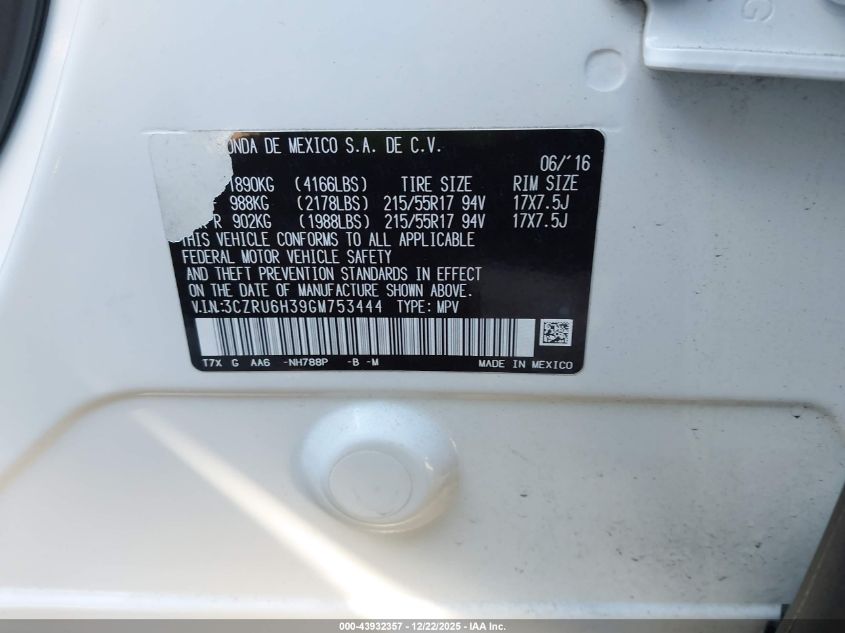 ONDA DE MEXICO S.A. DE C.V.
06/'16
1890KG (4166LBS) TIRE SIZE RIM SIZE
988KG (2178LBS) 215/55R17 94V 17X7.5J
R 902KG (1988LBS) 215/55R17 94V 17X7.5J
THIS VEHICLE CONFORMS TO ALL APPLICABLE
FEDERAL MOTOR VEHICLE SAFETY
AND THEFT PREVENTION STANDARDS IN EFFECT
ON THE DATE OF MANUFACTURE SHOWN ABOVE.
V.I.N.:3CZRU6H39GM753444 TYPE: MPV
T7X G AA6 -NH788P -B -M MADE IN MEXICO
000-43932357 - 12/22/2025 - IAA Inc.